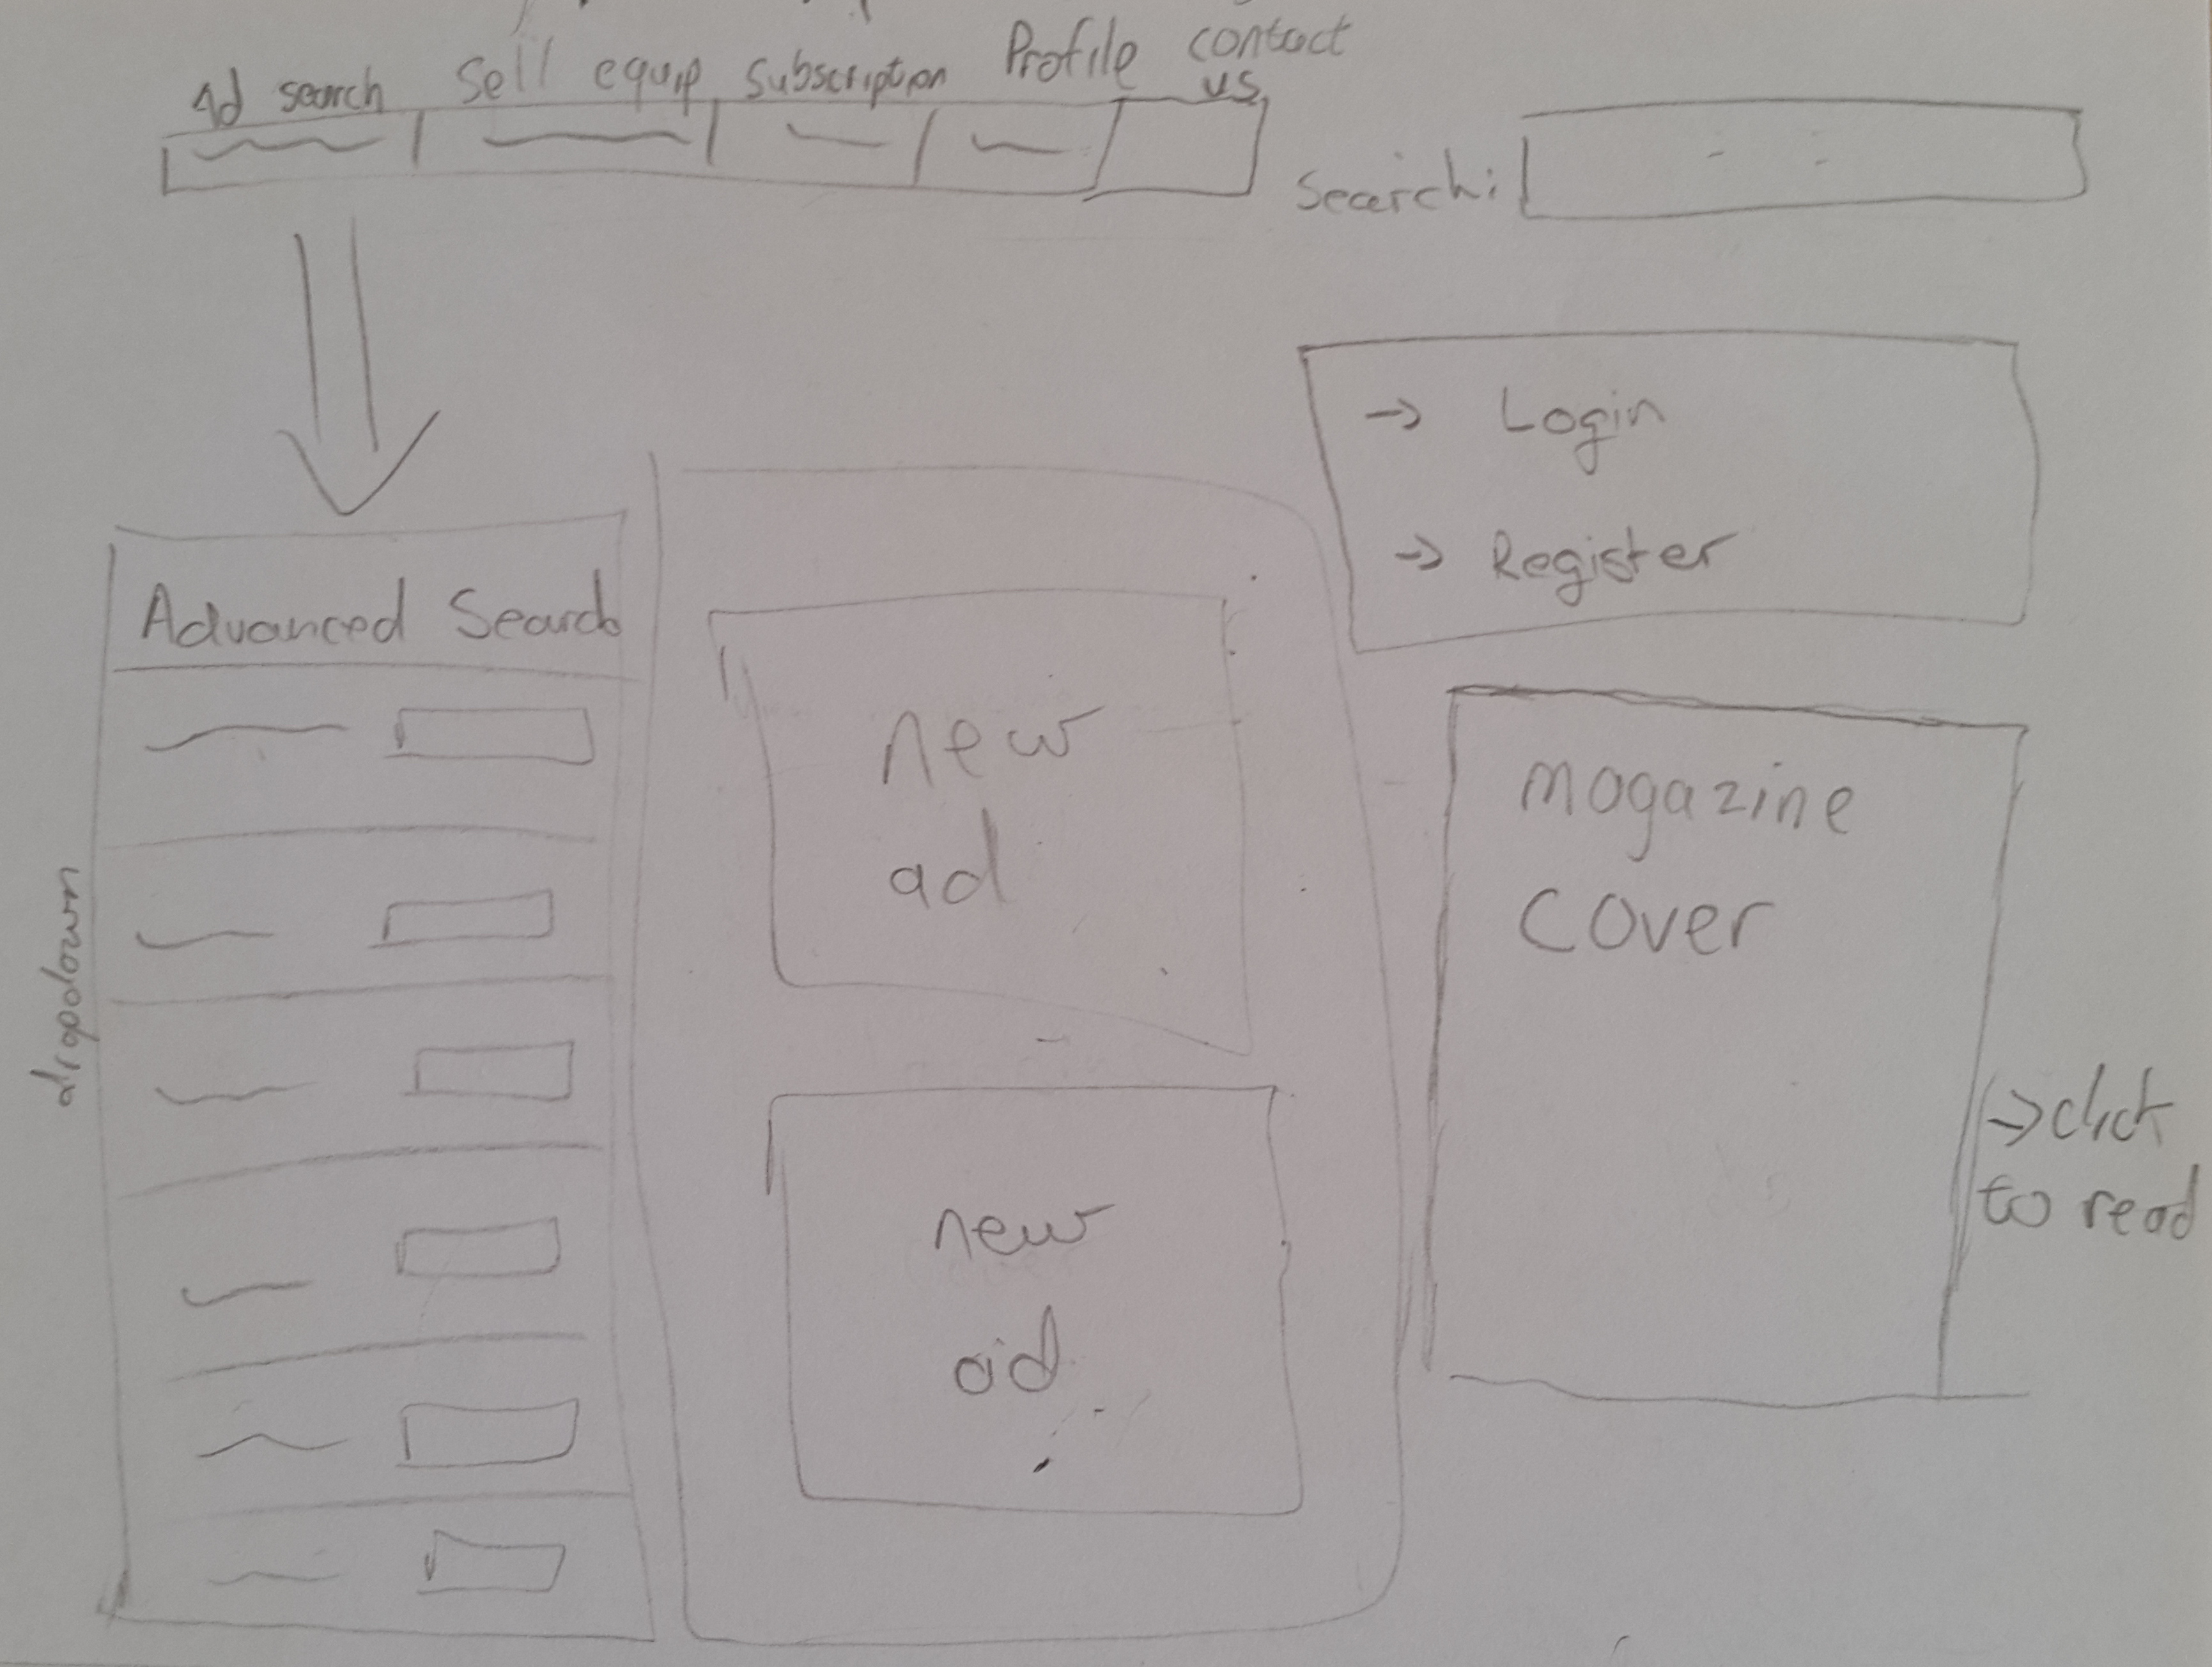 Ad search
Sell equip
subscription
Profile
contact
us
Search:
→ Login
→ Register
Advanced Search
dropdown
new
ad
new
ad
magazine
cover
→ click
to read